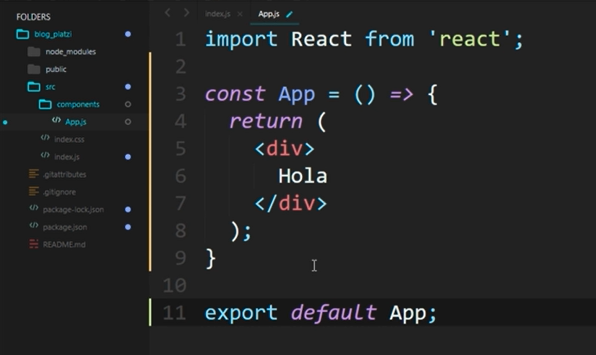 FOLDERS
blog_platzi
node_modules
public
src
components
App.js
index.css
index.js
.gitattributes
.gitignore
package-lock.json
package.json
README.md
index.js ×
App.js
1 import React from 'react';
2
3 const App = () => {
4 return (
5 <div>
6 Hola
7 </div>
8 );
9 }
10
11 export default App;